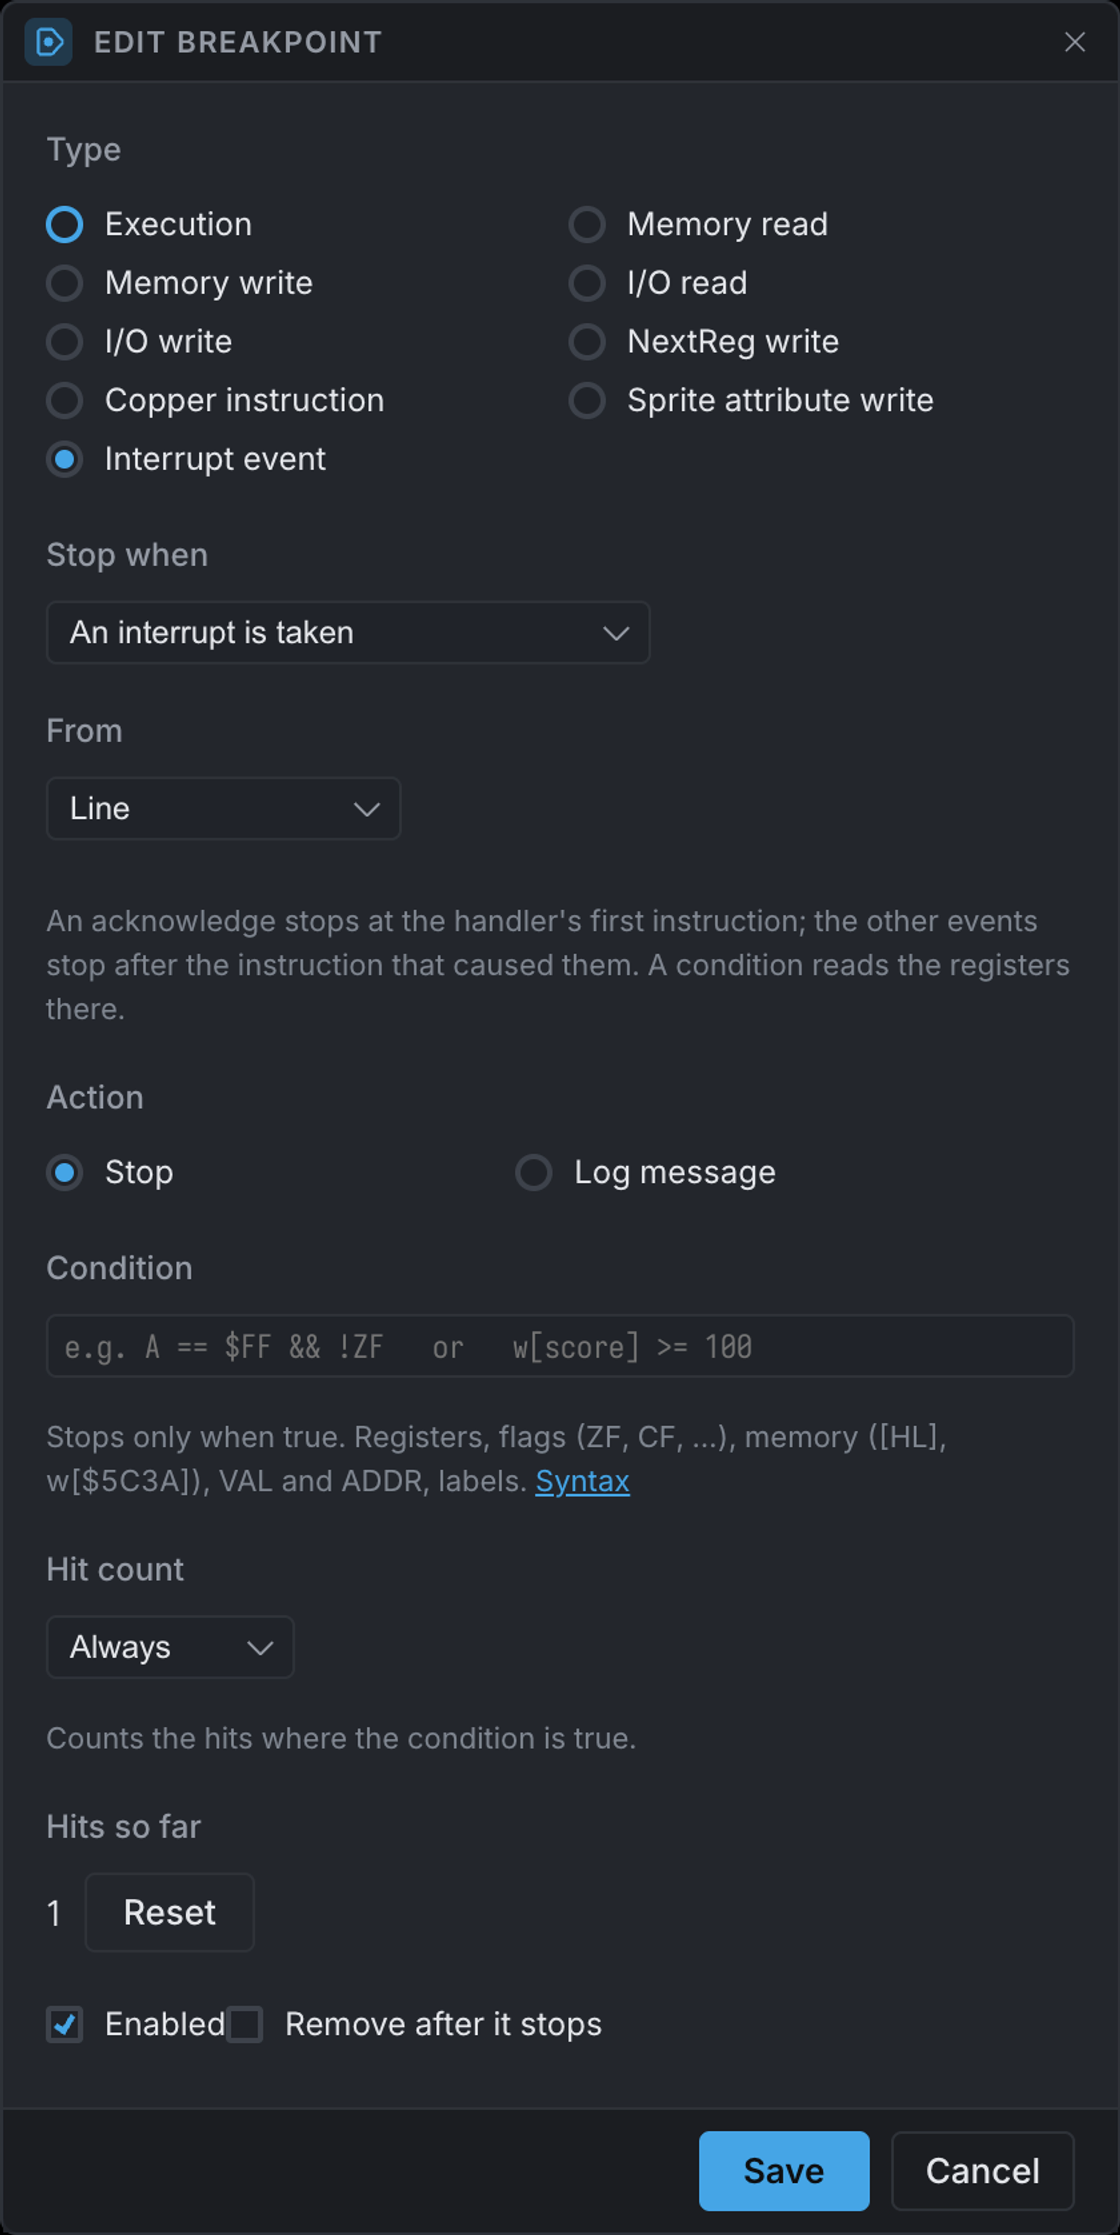 EDIT BREAKPOINT
Type
Execution
Memory read
Memory write
I/O read
I/O write
NextReg write
Copper instruction
Sprite attribute write
Interrupt event
Stop when
An interrupt is taken
From
Line
An acknowledge stops at the handler's first instruction; the other events
stop after the instruction that caused them. A condition reads the registers
there.
Action
Stop
Log message
Condition
e.g. A == $FF && !ZF or w[score] >= 100
Stops only when true. Registers, flags (ZF, CF, ...), memory ([HL],
w[$5C3A]), VAL and ADDR, labels. Syntax
Hit count
Always
Counts the hits where the condition is true.
Hits so far
1 Reset
Enabled
Remove after it stops
Save
Cancel